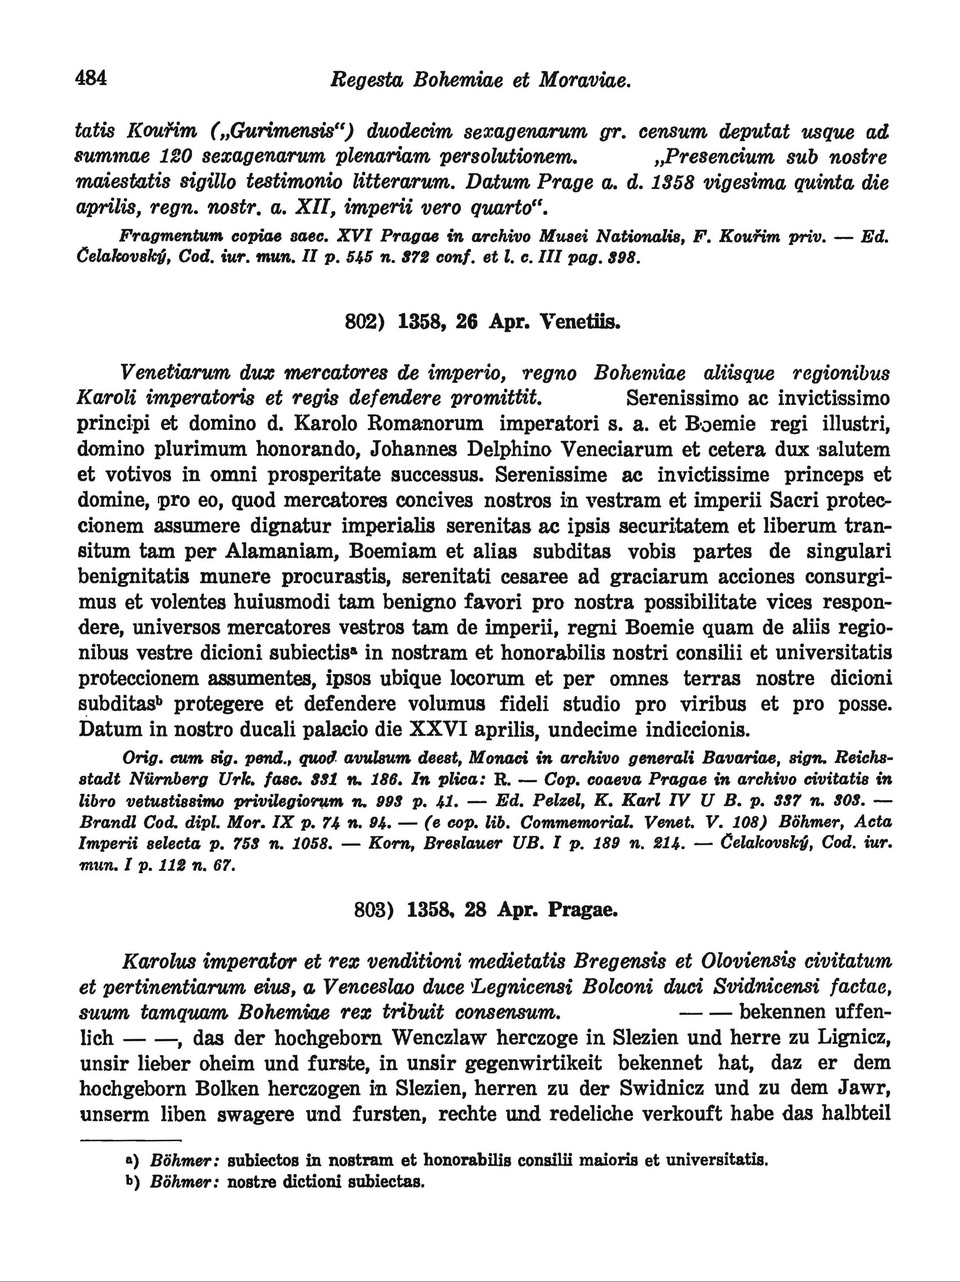 484 Regesta Bohemiae et Moraviae.
tatis Kouřim („Gurimensis“) duodecim sexagenarum gr. censum deputat usque ad
summae 120 sexagenarum plenariam persolutionem. „Presencium sub nostre
maiestatis sigillo testimonio litterarum. Datum Prage a. d. 1358 vigesima quinta die
aprilis, regn. nostr. a. XII, imperii vero quarto“.
Fragmentum copiae saec. XVI Pragae in archivo Musei Nationalis, F. Kouřim priv. — Ed.
Čelakovský, Cod. iur. mun. II p. 545 n. 372 conf. et l. c. III pag. 398.
802) 1358, 26 Apr. Venetiis.
Venetiarum dux mercatores de imperio, regno Bohemiae aliisque regionibus
Karoli imperatoris et regis defendere promittit. Serenissimo ac invictissimo
principi et domino d. Karolo Romanorum imperatori s. a. et Boemie regi illustri,
domino plurimum honorando, Johannes Delphino Veneciarum et cetera dux salutem
et votivos in omni prosperitate successus. Serenissime ac invictissime princeps et
domine, pro eo, quod mercatores concives nostros in vestram et imperii Sacri protec-
cionem assumere dignatur imperialis serenitas ac ipsis securitatem et liberum tran-
situm tam per Alamaniam, Boemiam et alias subditas vobis partes de singulari
benignitatis munere procurastis, serenitati cesaree ad graciarum acciones consurgi-
mus et volentes huiusmodi tam benigno favori pro nostra possibilitate vices respon-
dere, universos mercatores vestros tam de imperii, regni Boemie quam de aliis regio-
nibus vestre dicioni subiectisᵃ in nostram et honorabilis nostri consilii et universitatis
proteccionem assumentes, ipsos ubique locorum et per omnes terras nostre dicioni
subditasᵇ protegere et defendere volumus fideli studio pro viribus et pro posse.
Datum in nostro ducali palacio die XXVI aprilis, undecime indiccionis.
Orig. cum sig. pend., quod avulsum deest, Monaci in archivo generali Bavariae, sign. Reichs-
stadt Nürnberg Urk. fasc. 331 n. 186. In plica: R. — Cop. coaeva Pragae in archivo civitatis in
libro vetustissimo privilegiorum n. 993 p. 41. — Ed. Pelzel, K. Karl IV U B. p. 337 n. 303. —
Brandl Cod. dipl. Mor. IX p. 74 n. 94. — (e cop. lib. Commemorial. Venet. V. 108) Böhmer, Acta
Imperii selecta p. 753 n. 1058. — Korn, Breslauer UB. I p. 189 n. 214. — Čelakovský, Cod. iur.
mun. I p. 112 n. 67.
803) 1358, 28 Apr. Pragae.
Karolus imperator et rex venditioni medietatis Bregensis et Oloviensis civitatum
et pertinentiarum eius, a Venceslao duce Legnicensi Bolconi duci Svidnicensi factae,
suum tamquam Bohemiae rex tribuit consensum. — — bekennen uffen-
lich — —, das der hochgeborn Wenczlaw herczoge in Slezien und herre zu Lignicz,
unsir lieber oheim und furste, in unsir gegenwirtikeit bekennet hat, daz er dem
hochgeborn Bolken herczogen in Slezien, herren zu der Swidnicz und zu dem Jawr,
unserm liben swagere und fursten, rechte und redeliche verkouft habe das halbteil
a) Böhmer: subiectos in nostram et honorabilis consilii maioris et universitatis.
b) Böhmer: nostre dictioni subiectas.